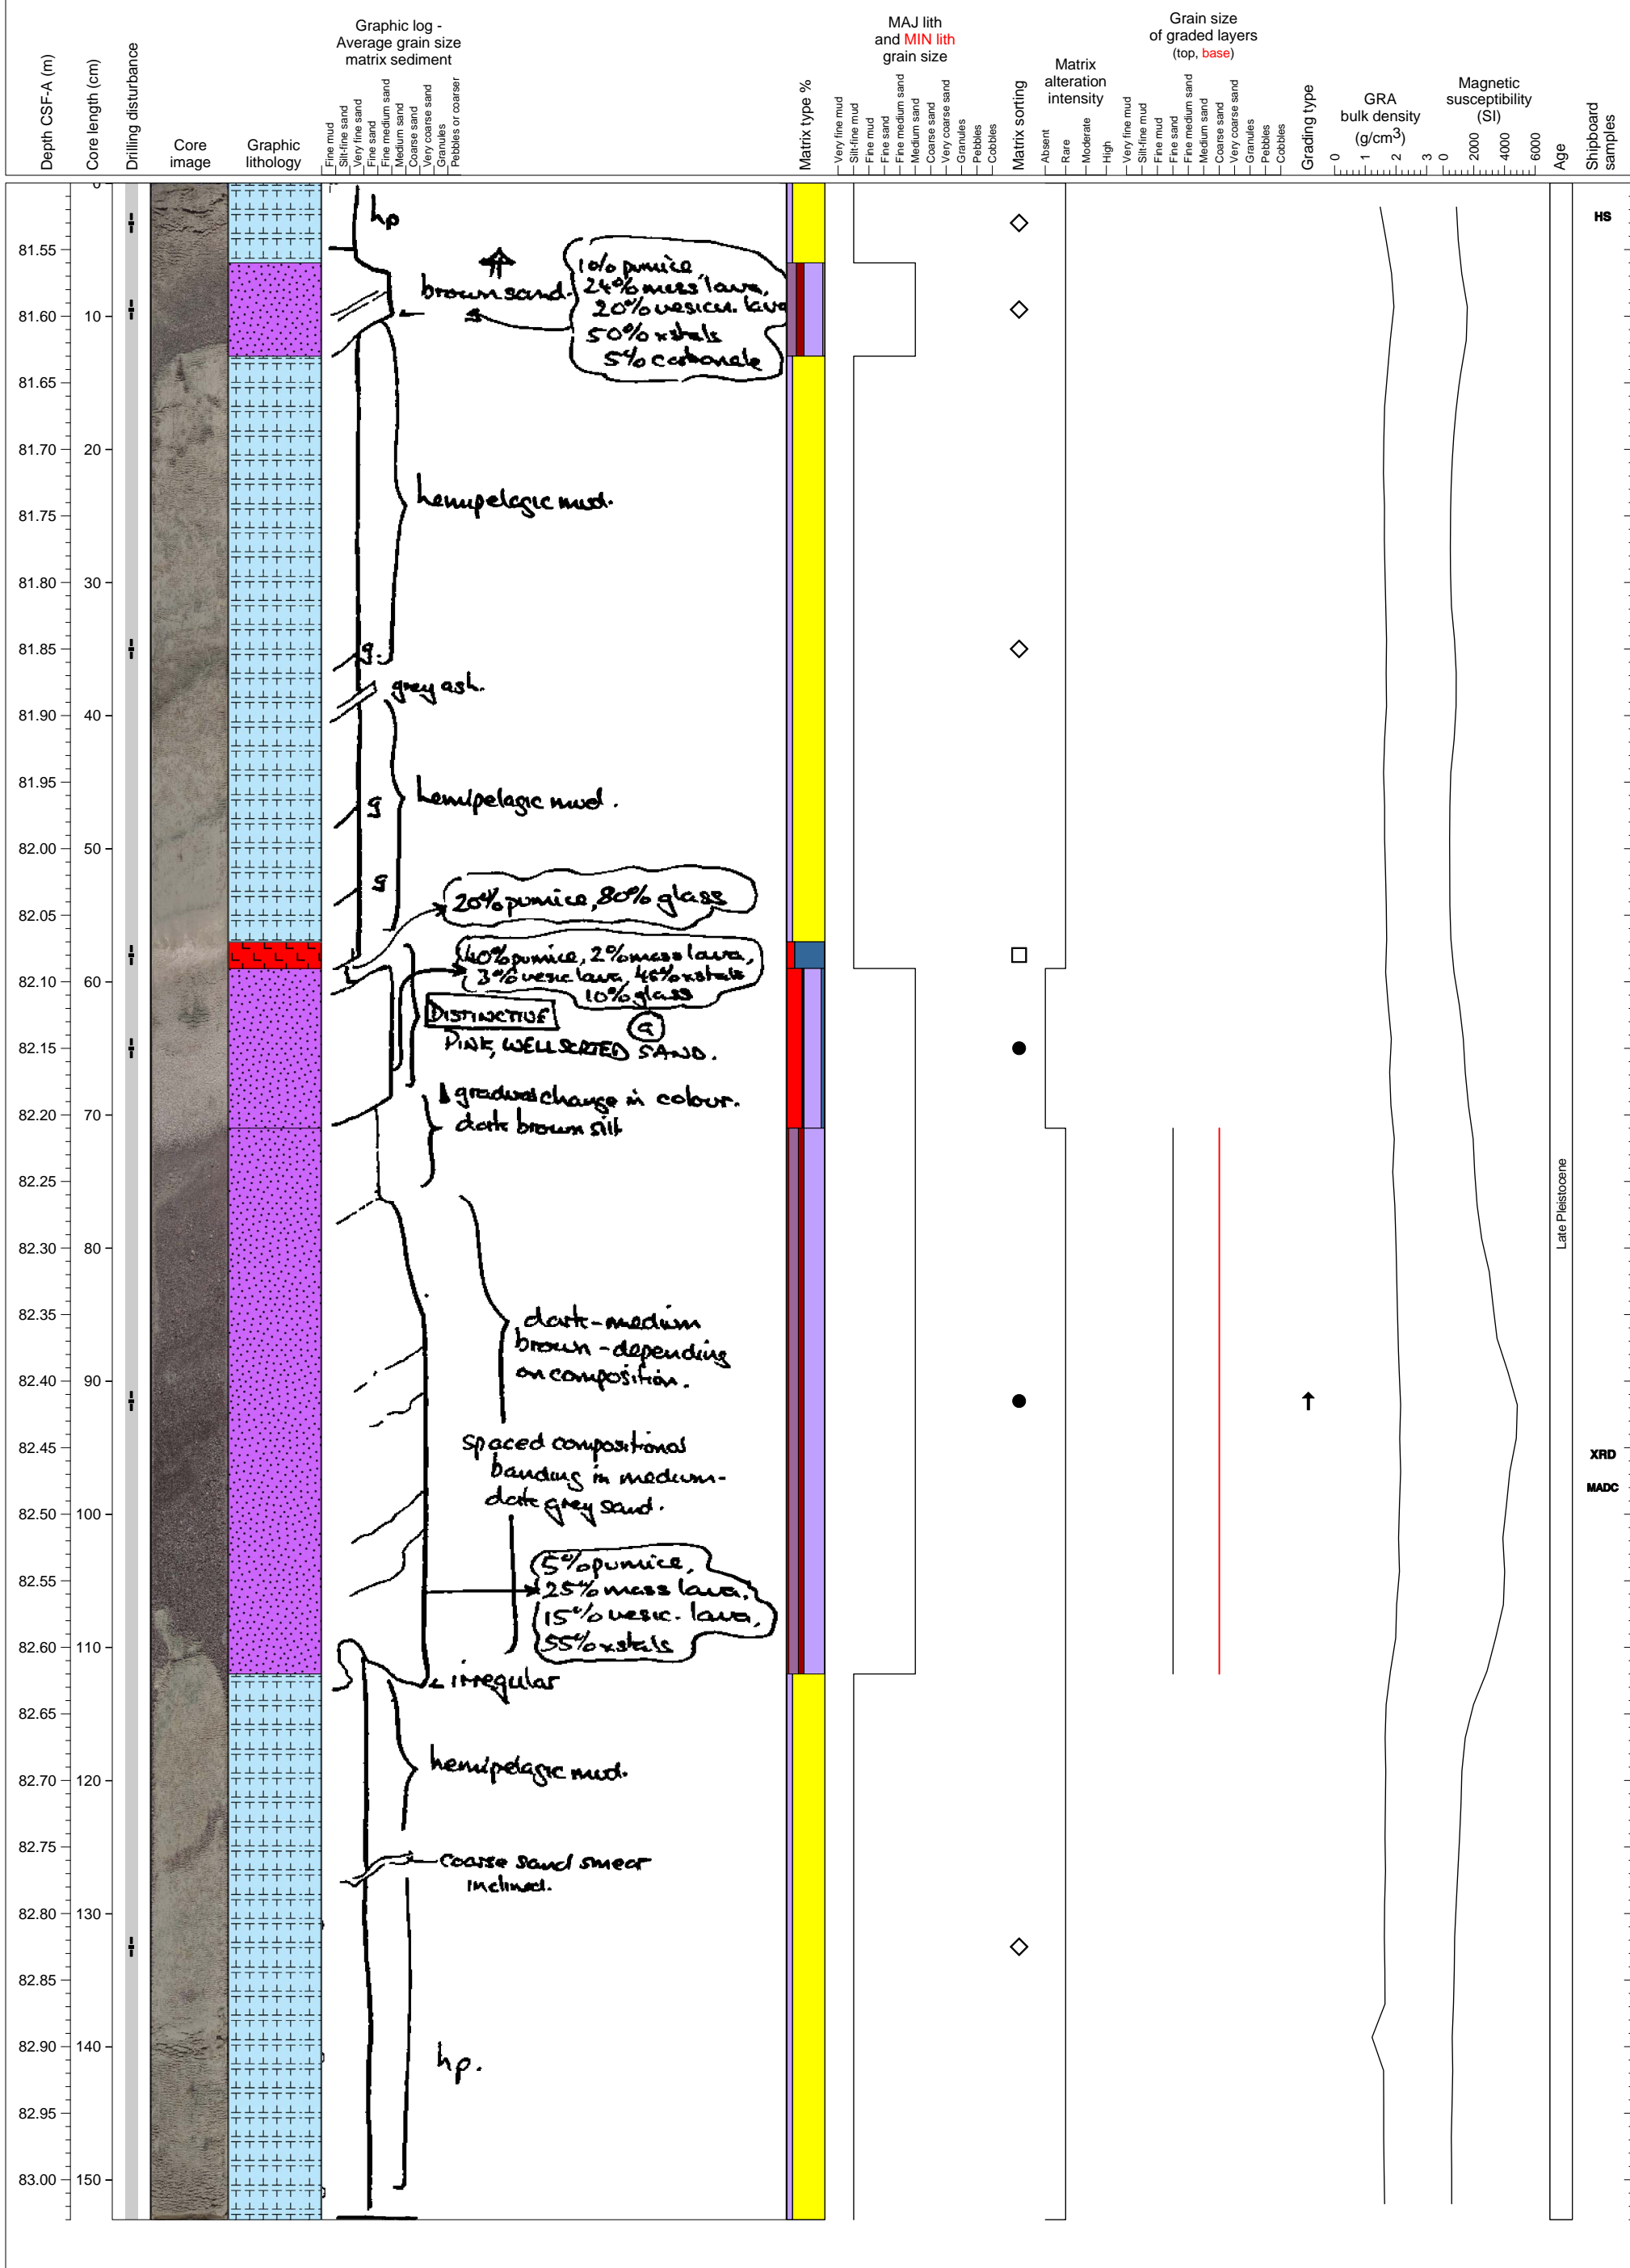 Depth CSF-A (m)
Core length (cm)
Drilling disturbance
Core
image
Graphic
lithology
Graphic log -
Average grain size
matrix sediment
Fine mud
Silt-fine sand
Very fine sand
Fine sand
Fine medium sand
Medium sand
Coarse sand
Very coarse sand
Granules
Pebbles or coarser
Matrix type %
MAJ lith
and MIN lith
grain size
Very fine mud
Silt-fine mud
Fine mud
Fine sand
Fine medium sand
Medium sand
Coarse sand
Very coarse sand
Granules
Pebbles
Cobbles
Matrix sorting
Matrix
alteration
intensity
Absent
Rare
Moderate
High
Grain size
of graded layers
(top, base)
Very fine mud
Silt-fine mud
Fine mud
Fine sand
Fine medium sand
Medium sand
Coarse sand
Very coarse sand
Granules
Pebbles
Cobbles
Grading type
GRA
bulk density
(g/cm3)
0 1 2 3
Magnetic
susceptibility
(SI)
0 2000 4000 6000
Age
Shipboard
samples
0
81.55
81.60 10
81.65
81.70 20
81.75
81.80 30
81.85
81.90 40
81.95
82.00 50
82.05
82.10 60
82.15
82.20 70
82.25
82.30 80
82.35
82.40 90
82.45
82.50 100
82.55
82.60 110
82.65
82.70 120
82.75
82.80 130
82.85
82.90 140
82.95
83.00 150
hp
brown sand.
10% pumice,
24% mass lava,
20% vesicu. lava
50% xstals
5% carbonate
hemipelagic mud.
g.
grey ash.
hemipelagic mud.
g
g
20% pumice, 80% glass
40% pumice, 2% mass lava,
3% vesic lava, 45% xstals
10% glass
DISTINCTIVE
PINK, WELL SORTED SAND.
gradual change in colour.
dark brown silt
dark-medium
brown - depending
on composition.
spaced compositional
banding in medium-
dark grey sand.
5% pumice,
25% mass lava,
15% vesic. lava,
55% xstals
irregular
hemipelagic mud.
coarse sand smear
inclined.
hp.
Late Pleistocene
HS
XRD
MADC